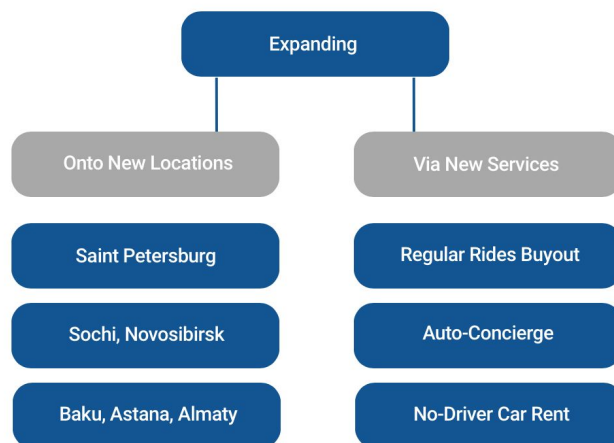 Expanding
Onto New Locations
Via New Services
Saint Petersburg
Regular Rides Buyout
Sochi, Novosibirsk
Auto-Concierge
Baku, Astana, Almaty
No-Driver Car Rent